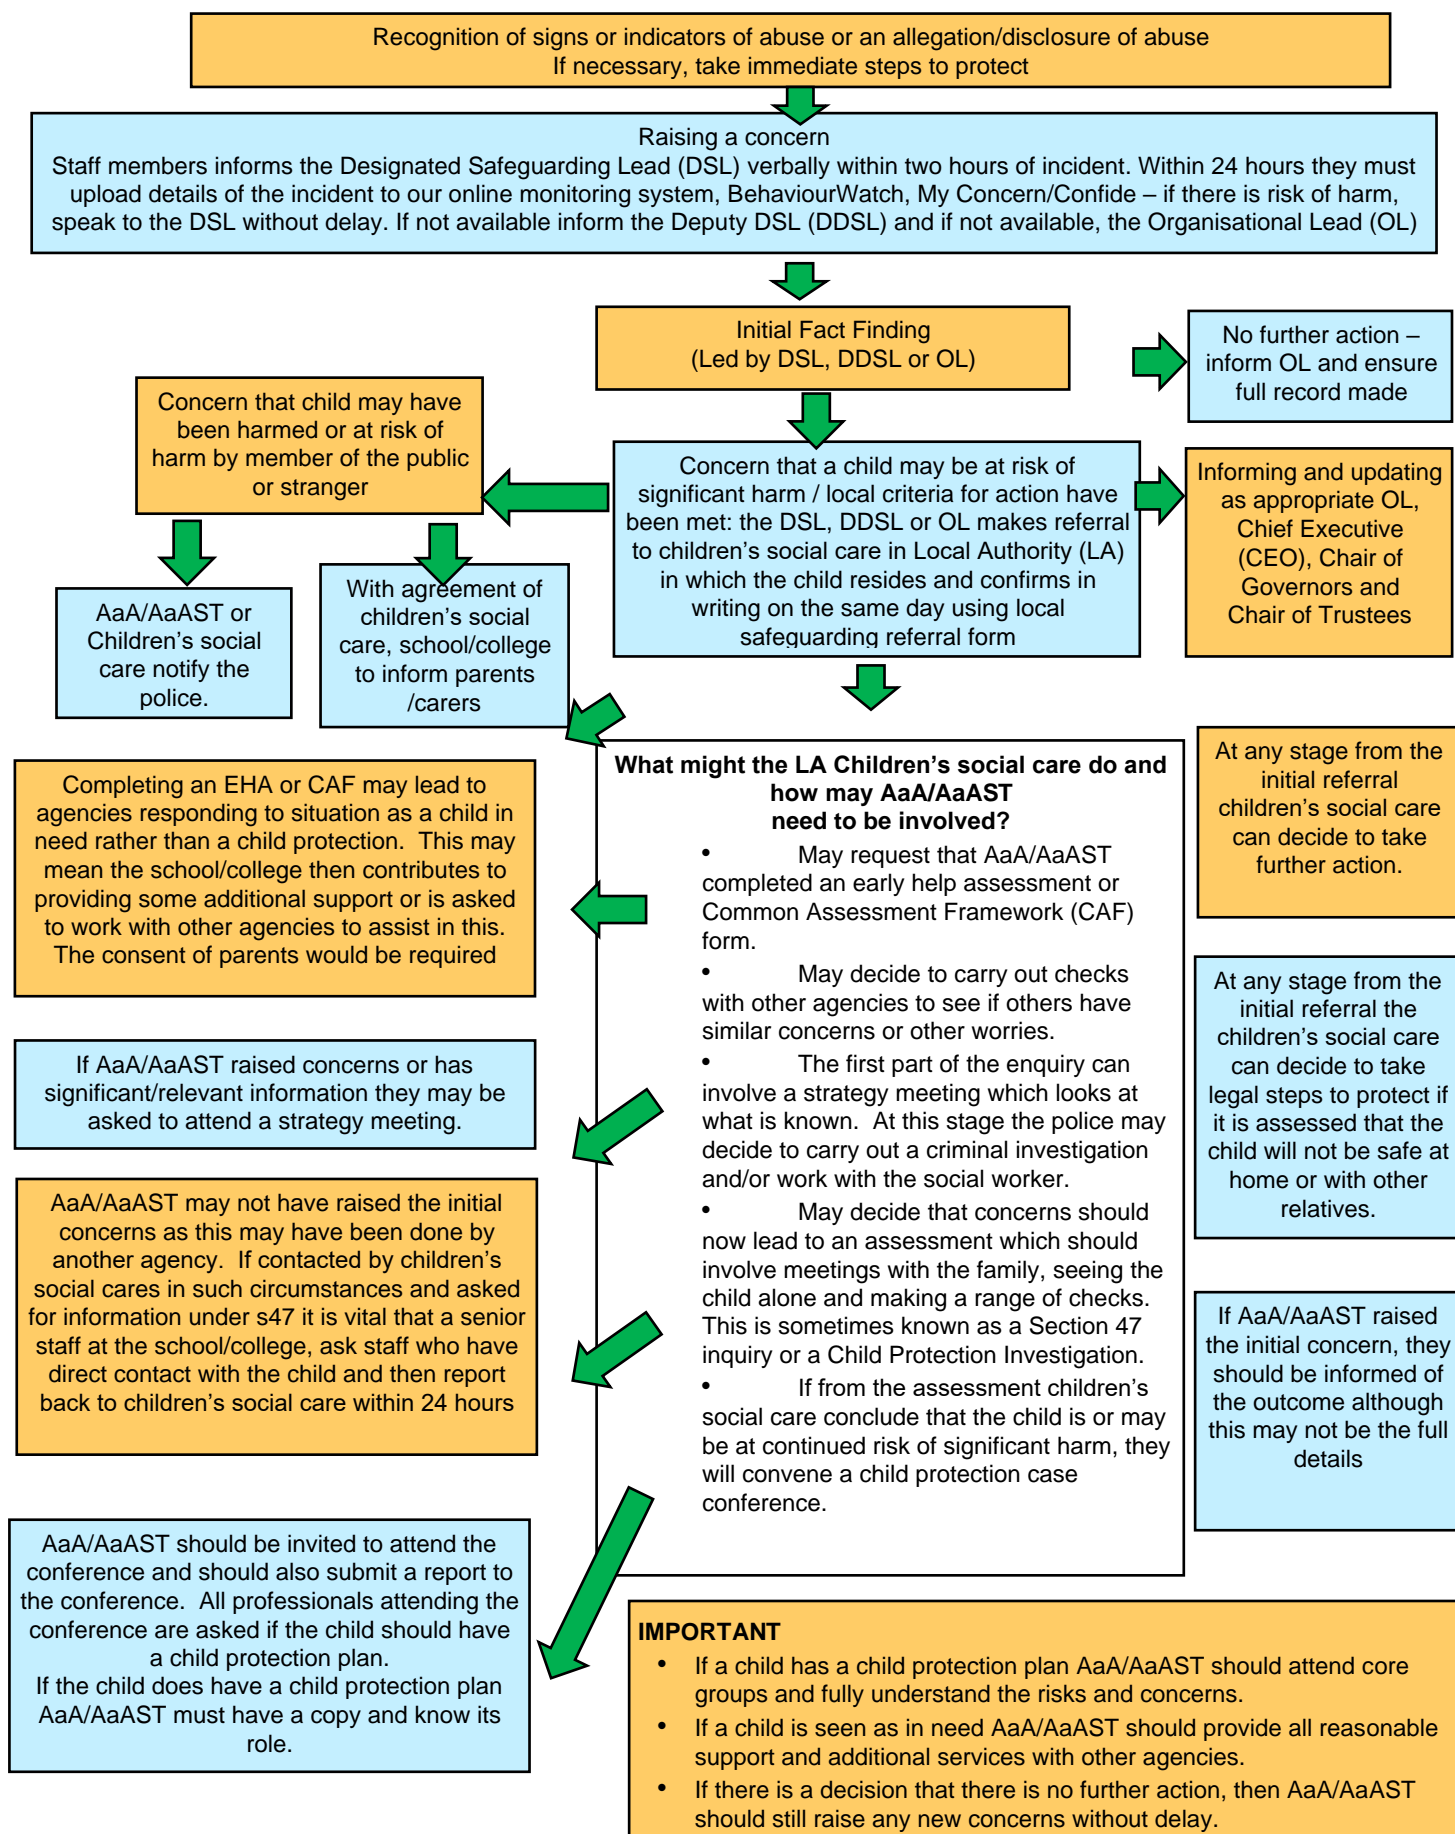 Recognition of signs or indicators of abuse or an allegation/disclosure of abuse
If necessary, take immediate steps to protect
Raising a concern
Staff members informs the Designated Safeguarding Lead (DSL) verbally within two hours of incident. Within 24 hours they must
upload details of the incident to our online monitoring system, BehaviourWatch, My Concern/Confide – if there is risk of harm,
speak to the DSL without delay. If not available inform the Deputy DSL (DDSL) and if not available, the Organisational Lead (OL)
Initial Fact Finding
(Led by DSL, DDSL or OL)
No further action –
inform OL and ensure
full record made
Concern that child may have
been harmed or at risk of
harm by member of the public
or stranger
Concern that a child may be at risk of
significant harm / local criteria for action have
been met: the DSL, DDSL or OL makes referral
to children’s social care in Local Authority (LA)
in which the child resides and confirms in
writing on the same day using local
safeguarding referral form
Informing and updating
as appropriate OL,
Chief Executive
(CEO), Chair of
Governors and
Chair of Trustees
AaA/AaAST or
Children’s social
care notify the
police.
With agreement of
children’s social
care, school/college
to inform parents
/carers
Completing an EHA or CAF may lead to
agencies responding to situation as a child in
need rather than a child protection. This may
mean the school/college then contributes to
providing some additional support or is asked
to work with other agencies to assist in this.
The consent of parents would be required
If AaA/AaAST raised concerns or has
significant/relevant information they may be
asked to attend a strategy meeting.
AaA/AaAST may not have raised the initial
concerns as this may have been done by
another agency. If contacted by children’s
social cares in such circumstances and asked
for information under s47 it is vital that a senior
staff at the school/college, ask staff who have
direct contact with the child and then report
back to children’s social care within 24 hours
AaA/AaAST should be invited to attend the
conference and should also submit a report to
the conference. All professionals attending the
conference are asked if the child should have
a child protection plan.
If the child does have a child protection plan
AaA/AaAST must have a copy and know its
role.
What might the LA Children’s social care do and
how may AaA/AaAST
need to be involved?
• May request that AaA/AaAST
completed an early help assessment or
Common Assessment Framework (CAF)
form.
• May decide to carry out checks
with other agencies to see if others have
similar concerns or other worries.
• The first part of the enquiry can
involve a strategy meeting which looks at
what is known. At this stage the police may
decide to carry out a criminal investigation
and/or work with the social worker.
• May decide that concerns should
now lead to an assessment which should
involve meetings with the family, seeing the
child alone and making a range of checks.
This is sometimes known as a Section 47
inquiry or a Child Protection Investigation.
• If from the assessment children’s
social care conclude that the child is or may
be at continued risk of significant harm, they
will convene a child protection case
conference.
At any stage from the
initial referral
children’s social care
can decide to take
further action.
At any stage from the
initial referral the
children’s social care
can decide to take
legal steps to protect if
it is assessed that the
child will not be safe at
home or with other
relatives.
If AaA/AaAST raised
the initial concern, they
should be informed of
the outcome although
this may not be the full
details
IMPORTANT
• If a child has a child protection plan AaA/AaAST should attend core
groups and fully understand the risks and concerns.
• If a child is seen as in need AaA/AaAST should provide all reasonable
support and additional services with other agencies.
• If there is a decision that there is no further action, then AaA/AaAST
should still raise any new concerns without delay.